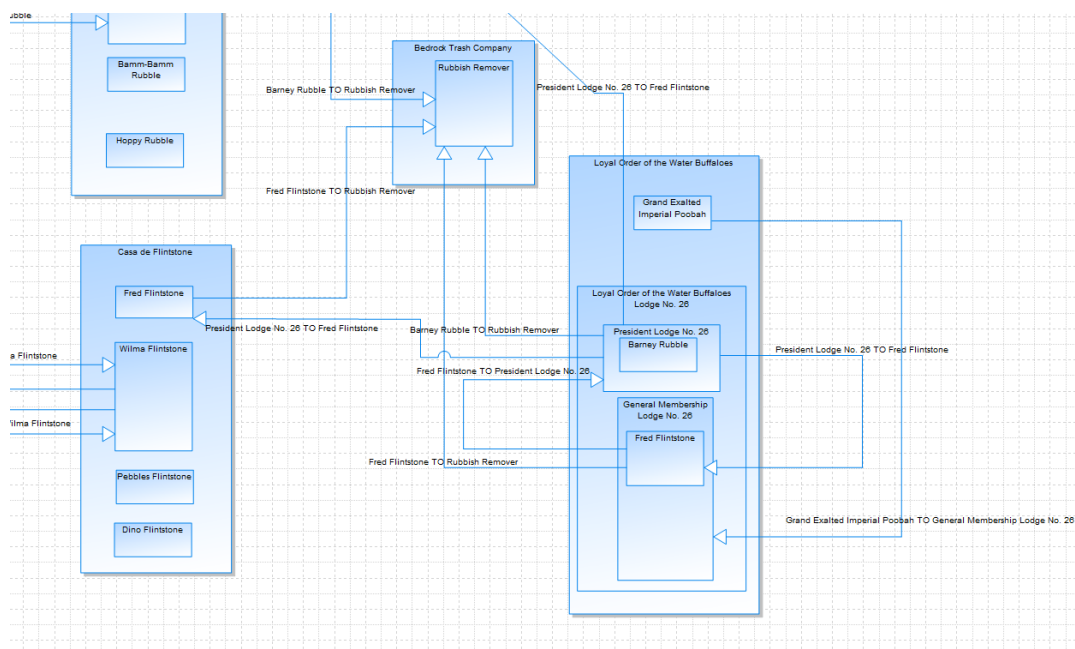 Rubble
Bamm-Bamm
Rubble
Hoppy Rubble
Bedrock Trash Company
Rubbish Remover
Barney Rubble TO Rubbish Remover
President Lodge No. 26 TO Fred Flintstone
Fred Flintstone TO Rubbish Remover
Loyal Order of the Water Buffaloes
Grand Exalted
Imperial Poobah
Casa de Flintstone
Fred Flintstone
President Lodge No. 26 TO Fred Flintstone
a Flintstone
Wilma Flintstone
Wilma Flintstone
Pebbles Flintstone
Dino Flintstone
Loyal Order of the Water Buffaloes
Lodge No. 26
Barney Rubble TO Rubbish Remover
President Lodge No. 26
Barney Rubble
President Lodge No. 26 TO Fred Flintstone
Fred Flintstone TO President Lodge No. 26
General Membership
Lodge No. 26
Fred Flintstone
Fred Flintstone TO Rubbish Remover
Grand Exalted Imperial Poobah TO General Membership Lodge No. 26